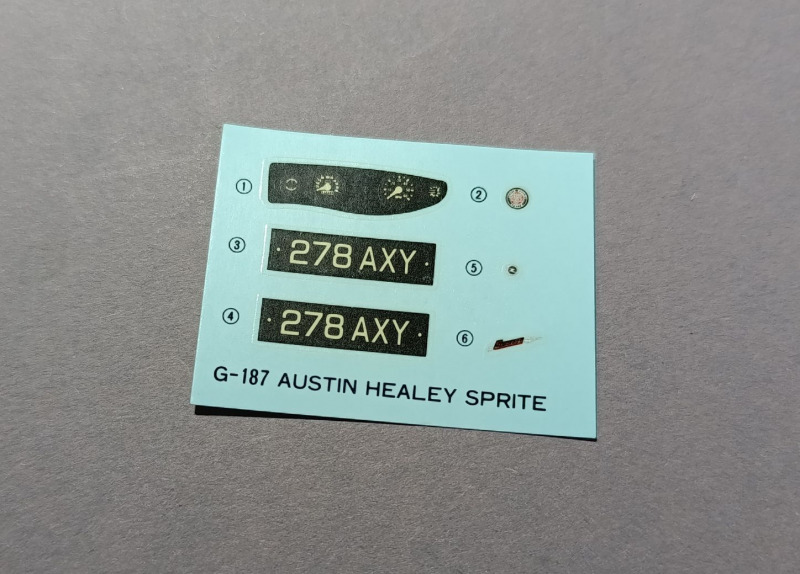 ① ②
③ 278 AXY ⑤
④ 278 AXY ⑥
G-187 AUSTIN HEALEY SPRITE